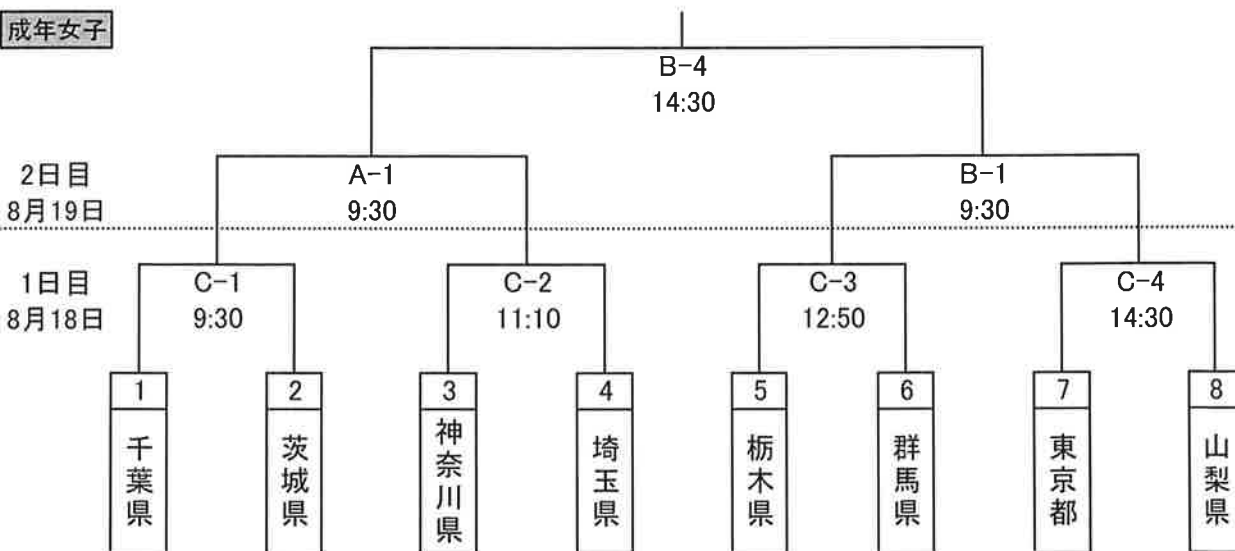 成年女子
B-4
14:30
2日目
8月19日
A-1
9:30
B-1
9:30
1日目
8月18日
C-1
9:30
C-2
11:10
C-3
12:50
C-4
14:30
1
2
3
4
5
6
7
8
千葉県
茨城県
神奈川県
埼玉県
栃木県
群馬県
東京都
山梨県